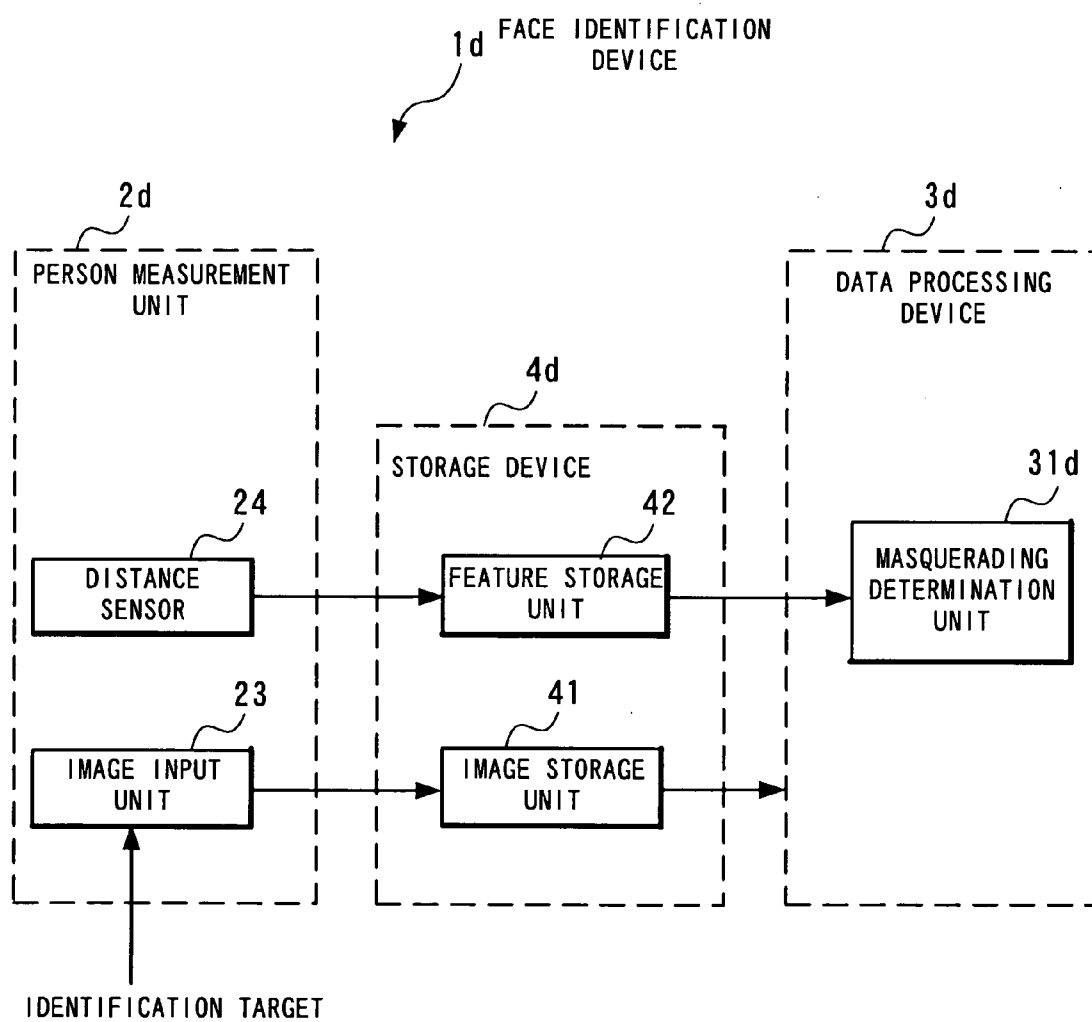 FACE IDENTIFICATION
DEVICE
1d
2d
PERSON MEASUREMENT
UNIT
3d
DATA PROCESSING
DEVICE
4d
STORAGE DEVICE
24
DISTANCE
SENSOR
42
FEATURE STORAGE
UNIT
31d
MASQUERADING
DETERMINATION
UNIT
23
IMAGE INPUT
UNIT
41
IMAGE STORAGE
UNIT
IDENTIFICATION TARGET